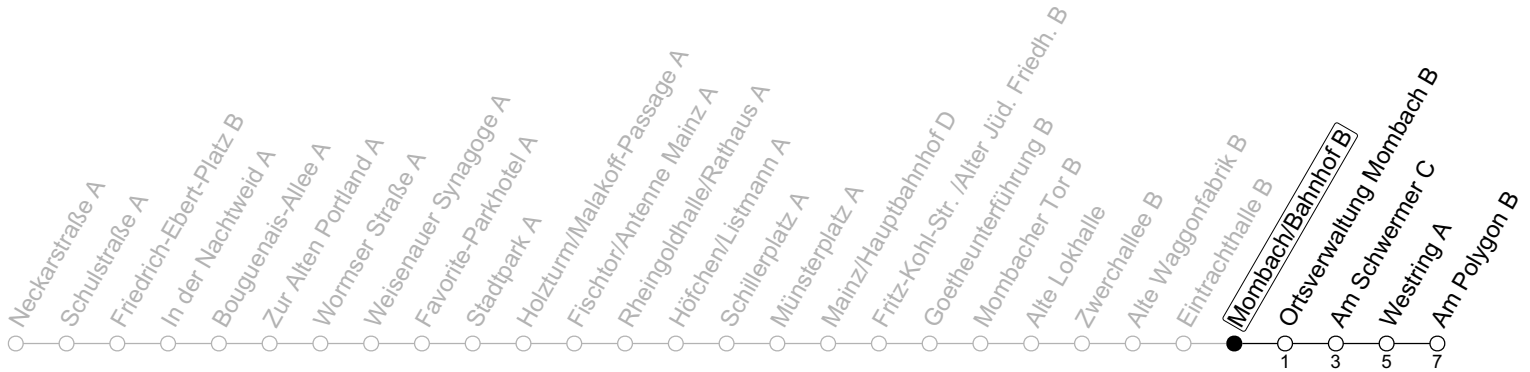 Neckarstraße A
Schulstraße A
Friedrich-Ebert-Platz B
In der Nachtweid A
Bouguenais-Allee A
Zur Alten Portland A
Wormser Straße A
Weisenauer Synagoge A
Favorite-Parkhotel A
Stadtpark A
Holzturm/Malakoff-Passage A
Fischtor/Antenne Mainz A
Rheingoldhalle/Rathaus A
Höfchen/Listmann A
Schillerplatz A
Münsterplatz A
Mainz/Hauptbahnhof D
Fritz-Kohl-Str. /Alter Jüd. Friedh. B
Goetheunterführung B
Mombacher Tor B
Alte Lokhalle
Zwerchallee B
Alte Waggonfabrik B
Eintrachthalle B
Mombach/Bahnhof B
Ortsverwaltung Mombach B
Am Schwermer C
Westring A
Am Polygon B
1 3 5 7